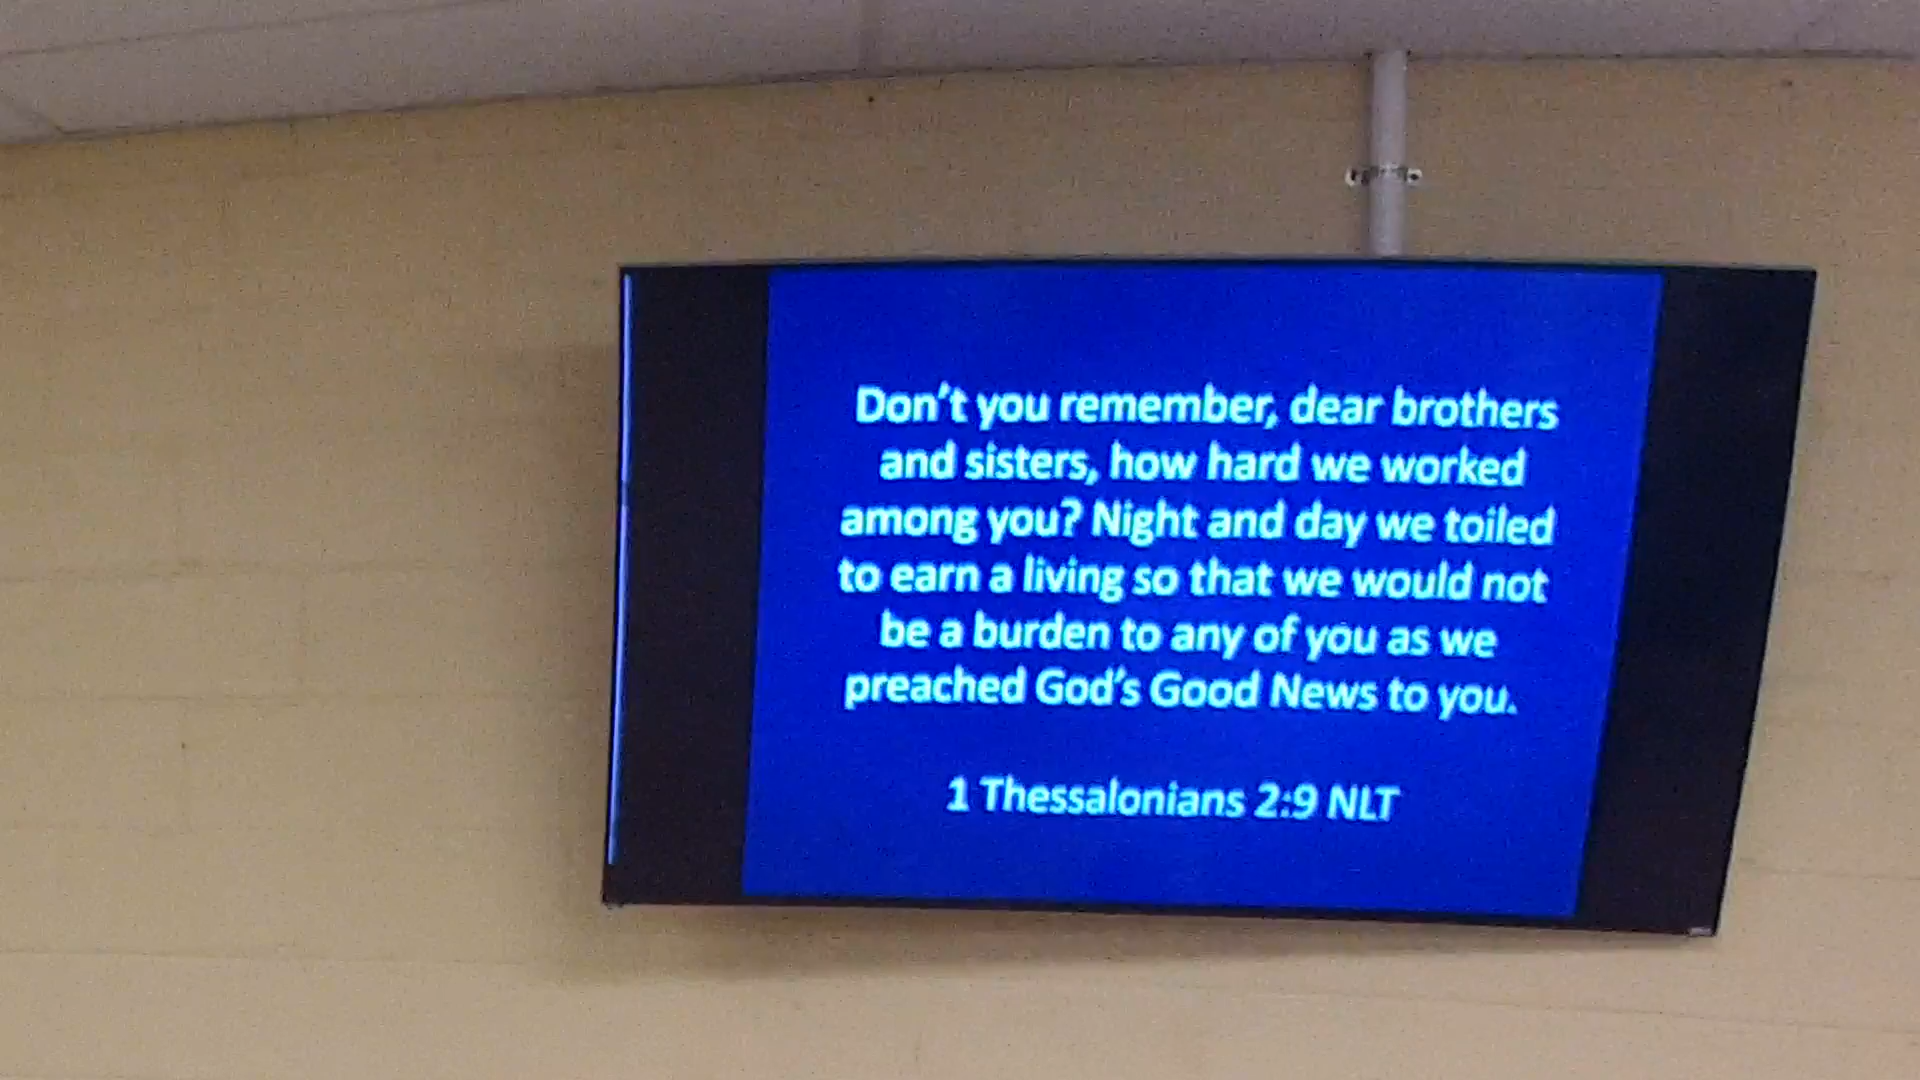 Don't you remember, dear brothers
and sisters, how hard we worked
among you? Night and day we toiled
to earn a living so that we would not
be a burden to any of you as we
preached God's Good News to you.
1 Thessalonians 2:9 NLT